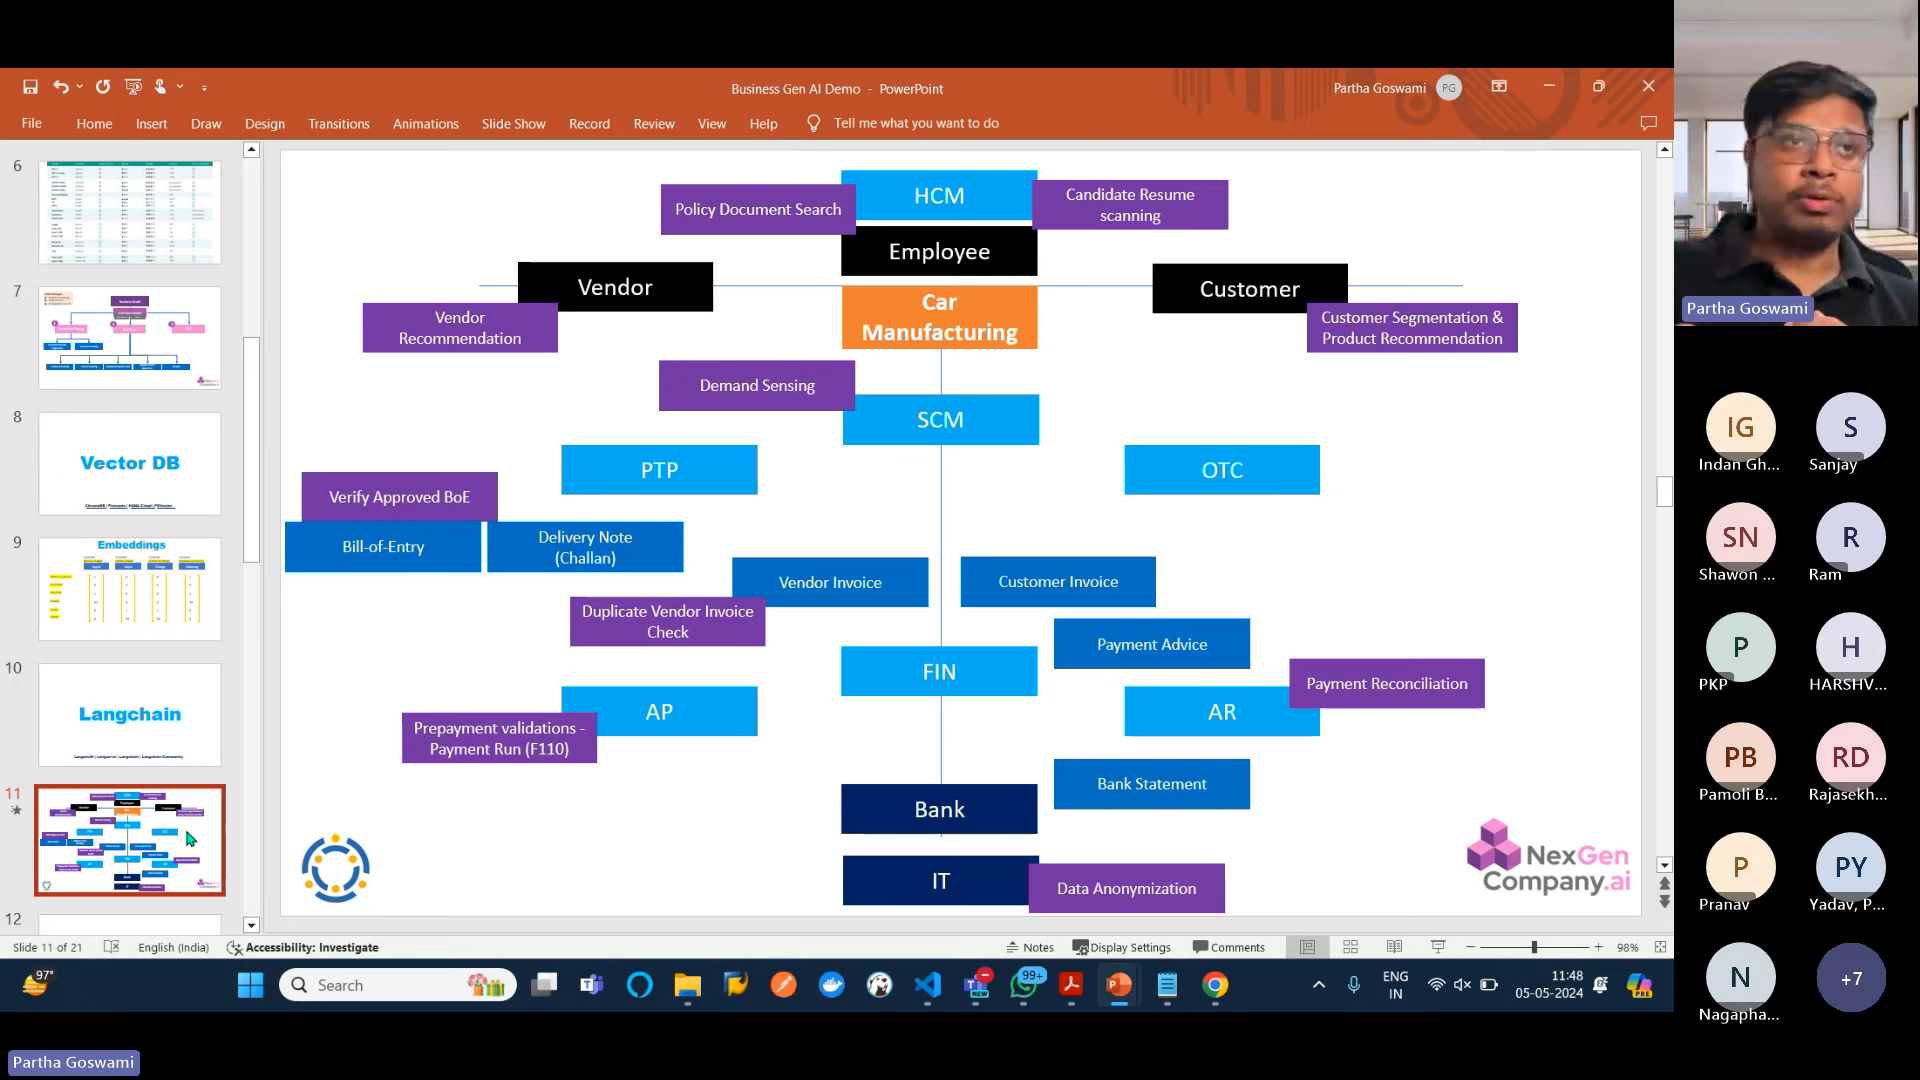 Business Gen AI Demo - PowerPoint
Partha Goswami
PG
File
Home
Insert
Draw
Design
Transitions
Animations
Slide Show
Record
Review
View
Help
Tell me what you want to do
6
7
8
Vector DB
9
Embeddings
10
Langchain
11
12
HCM
Policy Document Search
Candidate Resume
scanning
Employee
Vendor
Customer
Car
Manufacturing
Vendor
Recommendation
Customer Segmentation &
Product Recommendation
Demand Sensing
SCM
PTP
OTC
Verify Approved BoE
Bill-of-Entry
Delivery Note
(Challan)
Vendor Invoice
Customer Invoice
Duplicate Vendor Invoice
Check
Payment Advice
FIN
Payment Reconciliation
AP
AR
Prepayment validations -
Payment Run (F110)
Bank Statement
Bank
IT
Data Anonymization
NexGen
Company.ai
Slide 11 of 21
English (India)
Accessibility: Investigate
Notes
Display Settings
Comments
98%
97°
Search
NEW
99+
P
ENG
IN
11:48
05-05-2024
PRE
Partha Goswami
Partha Goswami
IG
Indan Gh...
S
Sanjay
SN
Shawon ...
R
Ram
P
PKP
H
HARSHV...
PB
Pamoli B...
RD
Rajasekh...
P
Pranav
PY
Yadav, P...
N
Nagapha...
+7